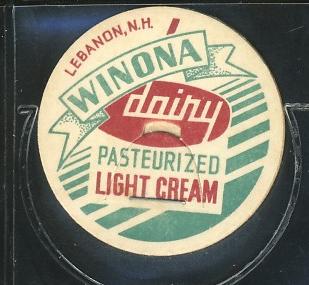 LEBANON, N.H.
WINONA
dairy
PASTEURIZED
LIGHT CREAM